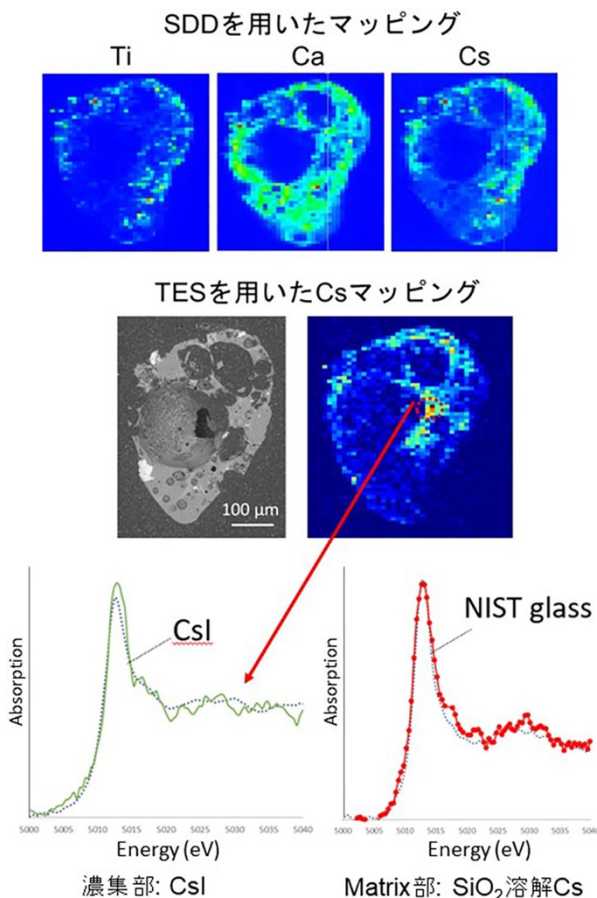 SDDを用いたマッピング
Ti Ca Cs
TESを用いたCsマッピング
100 µm
CsI
Absorption
5000 5005 5010 5015 5020 5025 5030 5035 5040
Energy (eV)
濃集部: CsI
NIST glass
Absorption
5000 5005 5010 5015 5020 5025 5030 5035 504
Energy (eV)
Matrix部: SiO₂溶解Cs